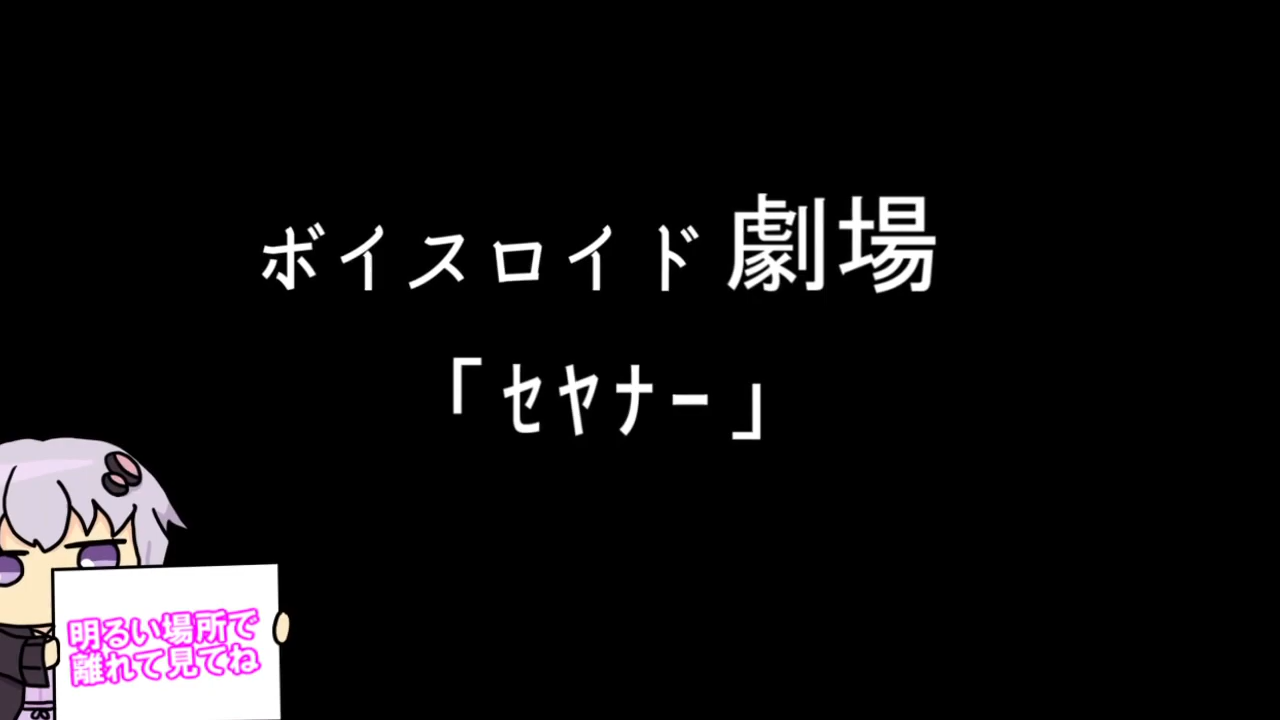 ボイスロイド劇場
「セヤナー」
明るい場所で
離れて見てね